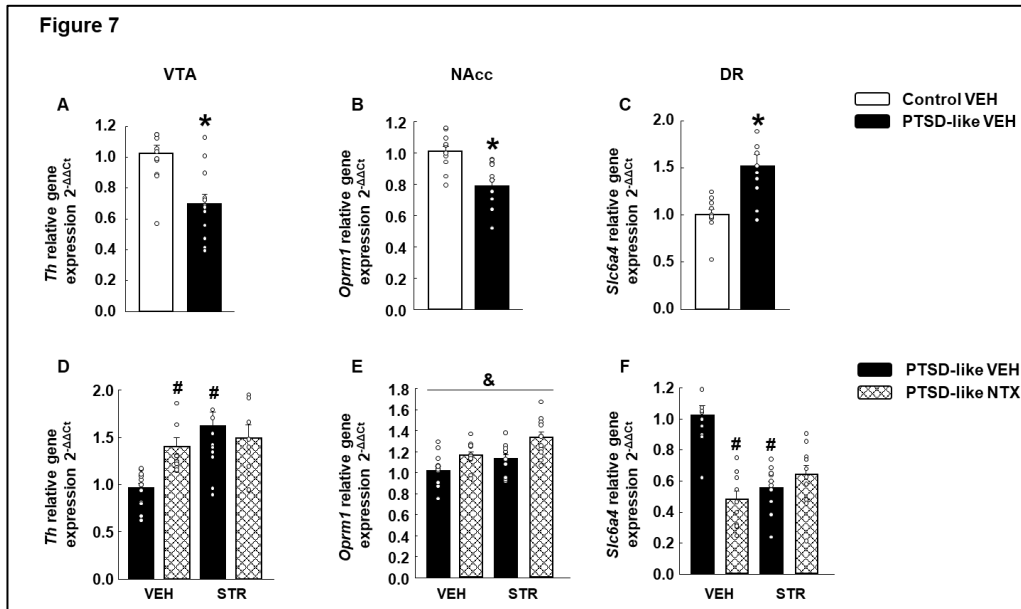 Figure 7
VTA
NAcc
DR
Control VEH
PTSD-like VEH
A
Th relative gene
expression 2-ΔΔCt
1.2
1.0
0.8
0.6
0.4
0.2
0.0
*
B
Oprm1 relative gene
expression 2-ΔΔCt
1.2
1.0
0.8
0.6
0.4
0.2
0.0
*
C
Slc6a4 relative gene
expression 2-ΔΔCt
2.0
1.5
1.0
0.5
0.0
*
PTSD-like VEH
PTSD-like NTX
D
Th relative gene
expression 2-ΔΔCt
2.0
1.5
1.0
0.5
0.0
# #
VEH STR
E
Oprm1 relative gene
expression 2-ΔΔCt
1.8
1.6
1.4
1.2
1.0
0.8
0.6
0.4
0.2
0.0
&
VEH STR
F
Slc6a4 relative gene
expression 2-ΔΔCt
1.2
1.0
0.8
0.6
0.4
0.2
0.0
# #
VEH STR